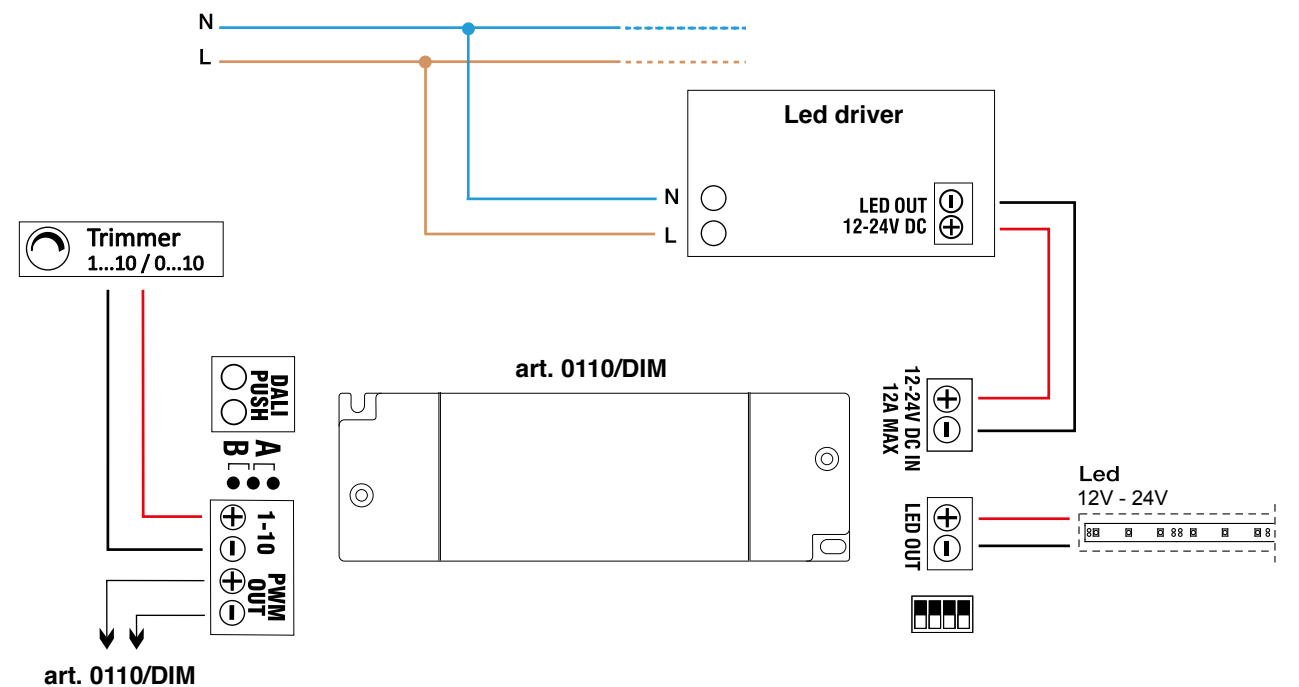 N
L
Led driver
N
L
LED OUT
12-24V DC
Trimmer
1...10 / 0...10
art. 0110/DIM
DALI
PUSH
A
B
1-10
PWM
OUT
art. 0110/DIM
12-24V DC IN
12A MAX
LED OUT
Led
12V - 24V